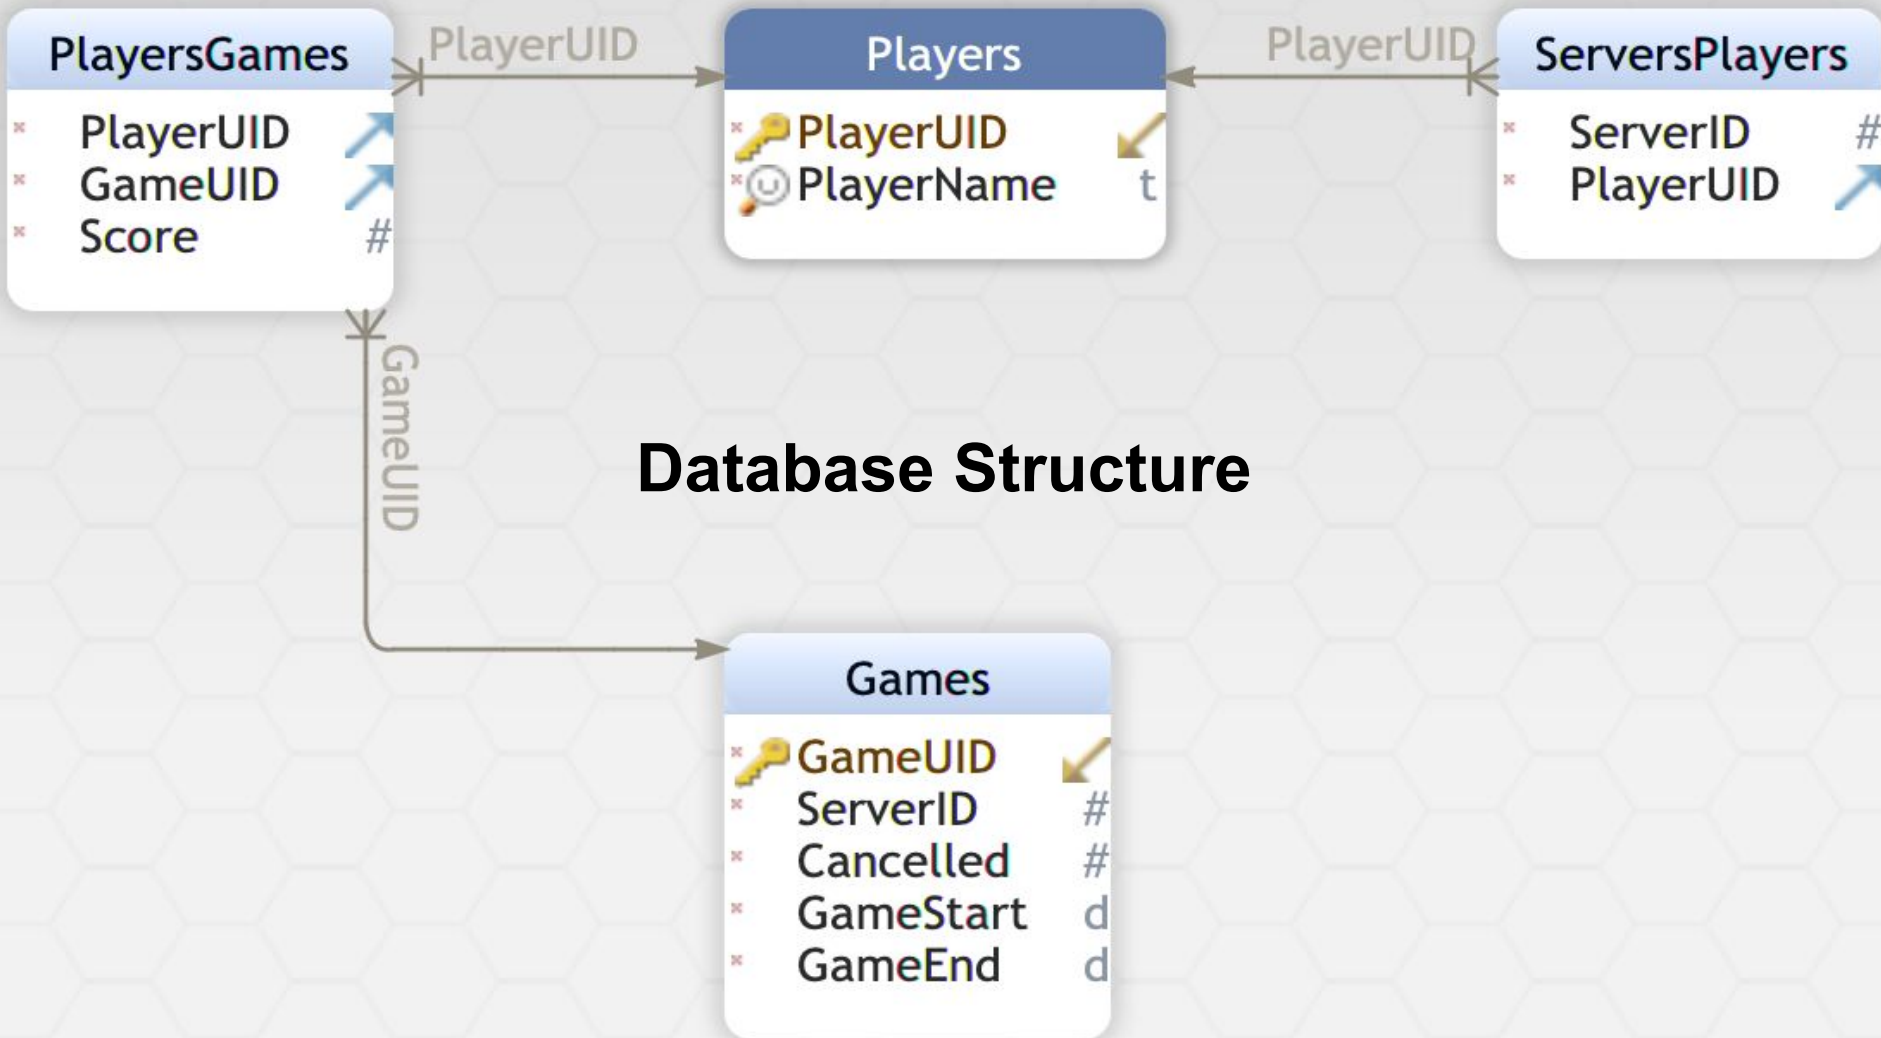 PlayersGames
PlayerUID
GameUID
Score #
PlayerUID
Players
PlayerUID
PlayerName t
PlayerUID
ServersPlayers
ServerID #
PlayerUID
GameUID
Database Structure
Games
GameUID
ServerID #
Cancelled #
GameStart d
GameEnd d